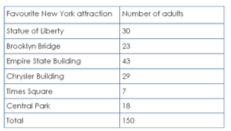 Favourite New York attraction Number of adults
Statue of Liberty 30
Brooklyn Bridge 23
Empire State Building 43
Chrysler Building 29
Times Square 7
Central Park 18
Total 150